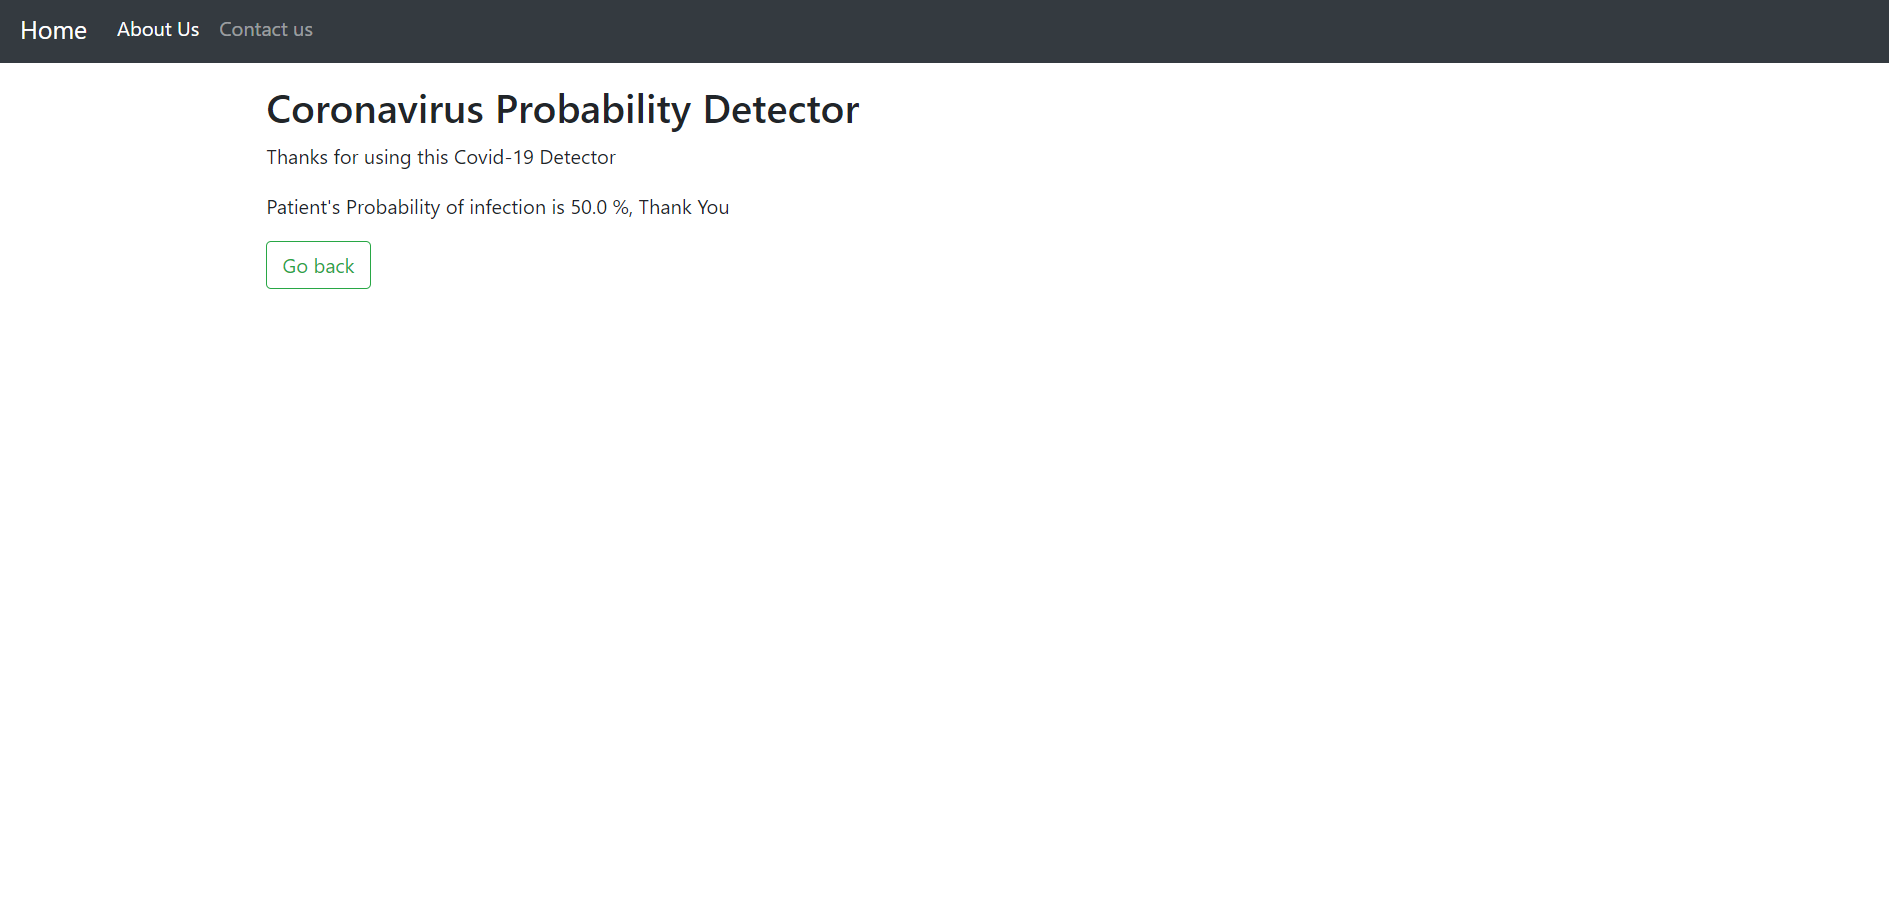 Home About Us Contact us
Coronavirus Probability Detector
Thanks for using this Covid-19 Detector
Patient's Probability of infection is 50.0 %, Thank You
Go back